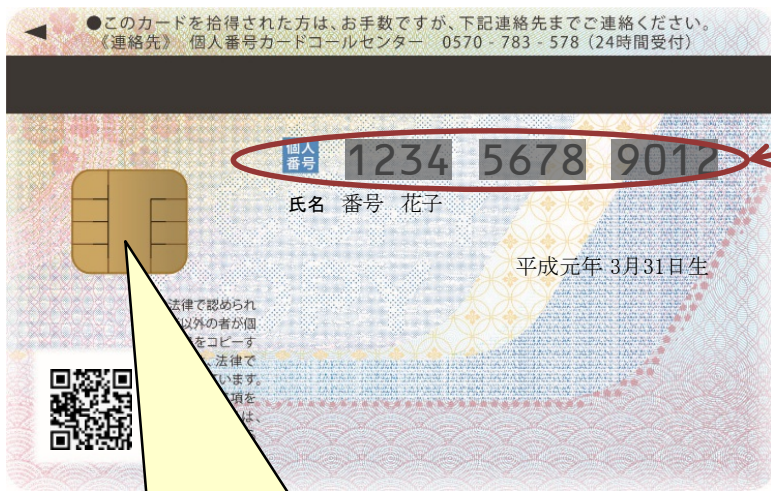 ●このカードを拾得された方は、お手数ですが、下記連絡先までご連絡ください。
《連絡先》 個人番号カードコールセンター 0570 - 783 - 578 (24時間受付)
個人番号 1234 5678 9012
氏名 番号 花子
平成元年 3月31日生
法律で認められ
以外の者が個
をコピーす
法律で
います。
項を
は、